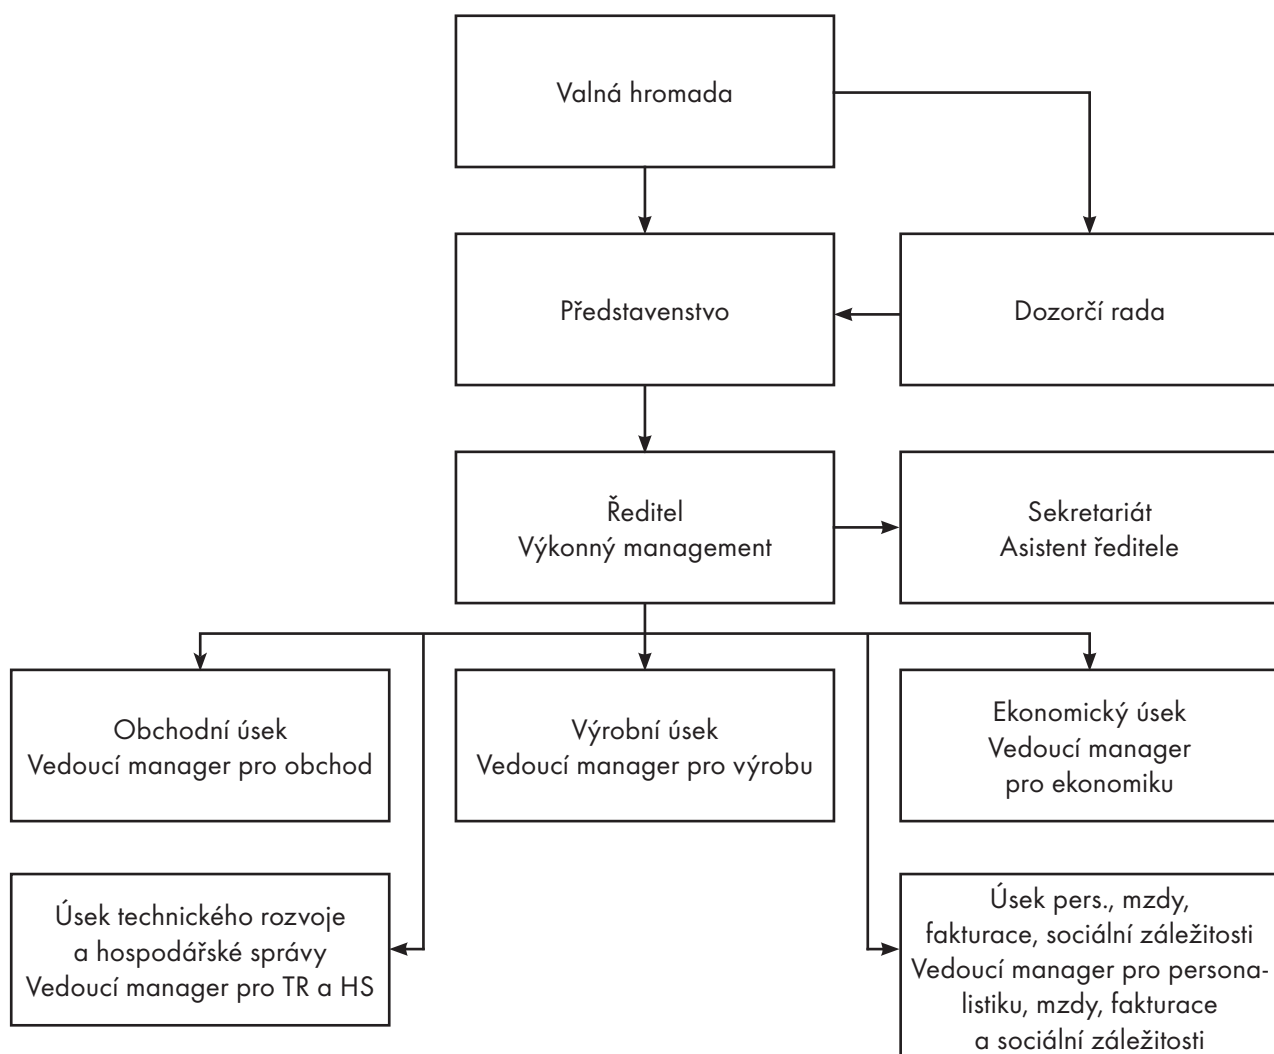 Valná hromada
Představenstvo
Dozorčí rada
Ředitel
Výkonný management
Sekretariát
Asistent ředitele
Obchodní úsek
Vedoucí manager pro obchod
Výrobní úsek
Vedoucí manager pro výrobu
Ekonomický úsek
Vedoucí manager
pro ekonomiku
Úsek technického rozvoje
a hospodářské správy
Vedoucí manager pro TR a HS
Úsek pers., mzdy,
fakturace, sociální záležitosti
Vedoucí manager pro persona-
listiku, mzdy, fakturace
a sociální záležitosti